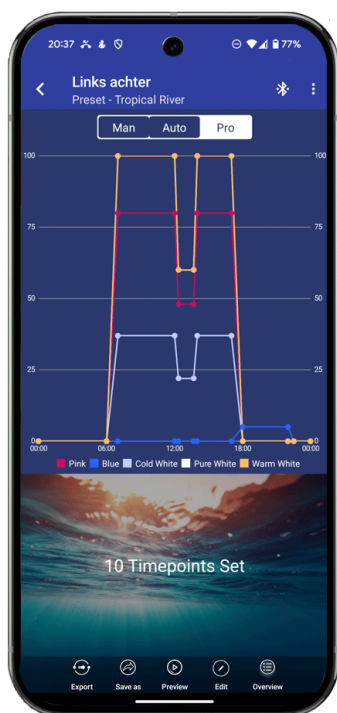 20:37 77%
Links achter
Preset - Tropical River
Man Auto Pro
100 100
75 75
50 50
25 25
0 0
00:00 06:00 12:00 18:00 00:00
Pink Blue Cold White Pure White Warm White
10 Timepoints Set
Export Save as Preview Edit Overview